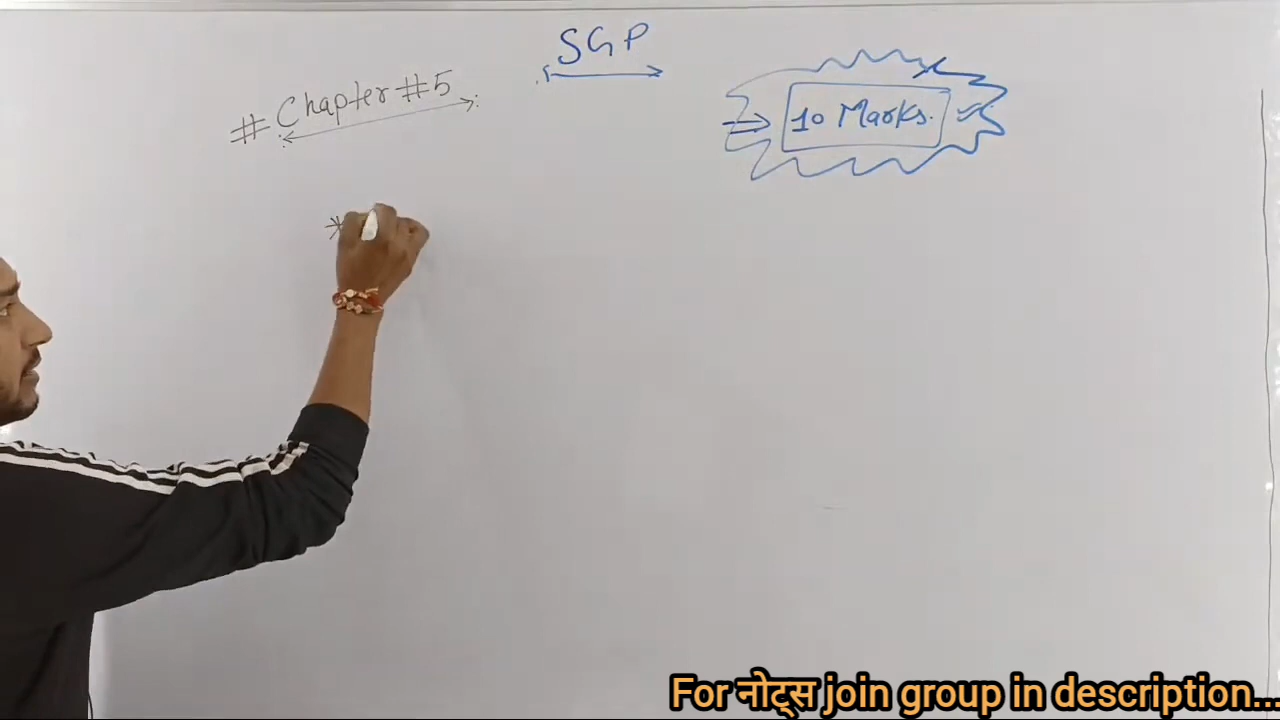 SGP
# Chapter #5
10 Marks.
*
For नोट्स join group in description...